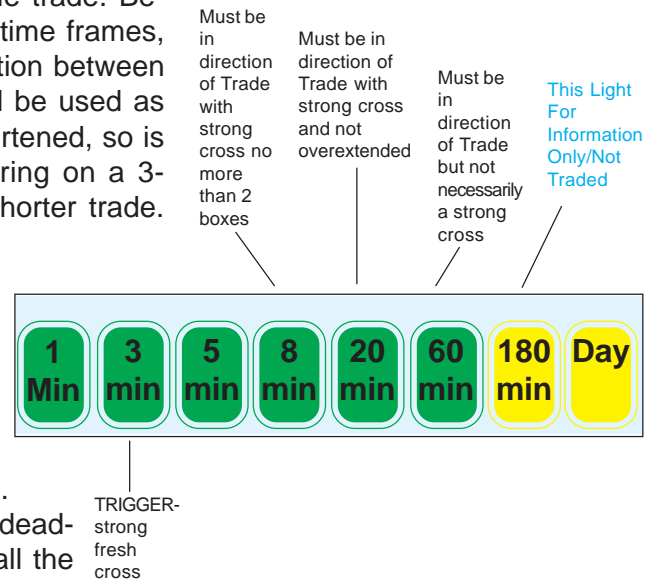 me trade. Be-
time frames,
tion between
l be used as
rtened, so is
ring on a 3-
horter trade.
Must be
in
direction
of Trade
with
strong
cross no
more
than 2
boxes
Must be in
direction of
Trade with
strong cross
and not
overextended
Must be
in
direction
of Trade
but not
necessarily
a strong
cross
This Light
For
Information
Only/Not
Traded
1
Min
3
min
5
min
8
min
20
min
60
min
180
min
Day
.
dead-
all the
TRIGGER-
strong
fresh
cross